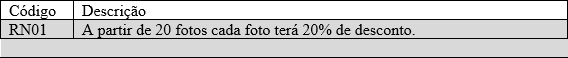 Código Descrição
RN01 A partir de 20 fotos cada foto terá 20% de desconto.